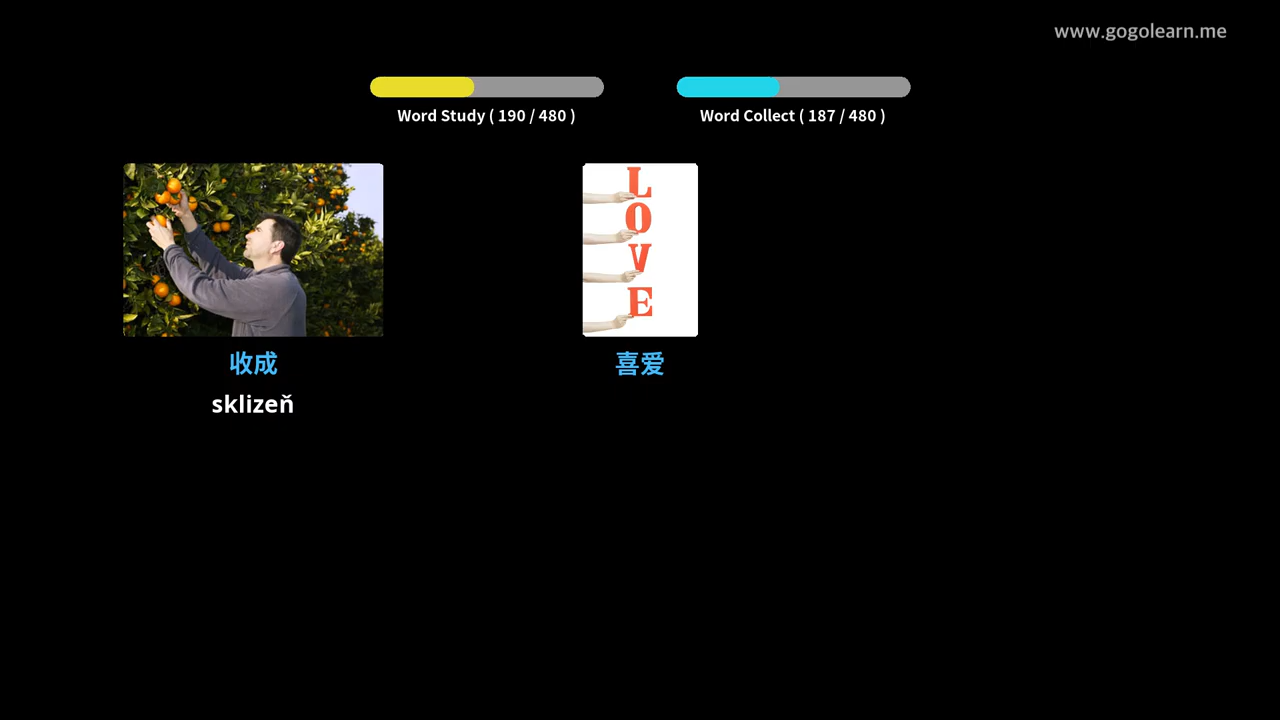 www.gogolearn.me
Word Study ( 190 / 480 )
Word Collect ( 187 / 480 )
L
O
V
E
收成
喜爱
sklizeň